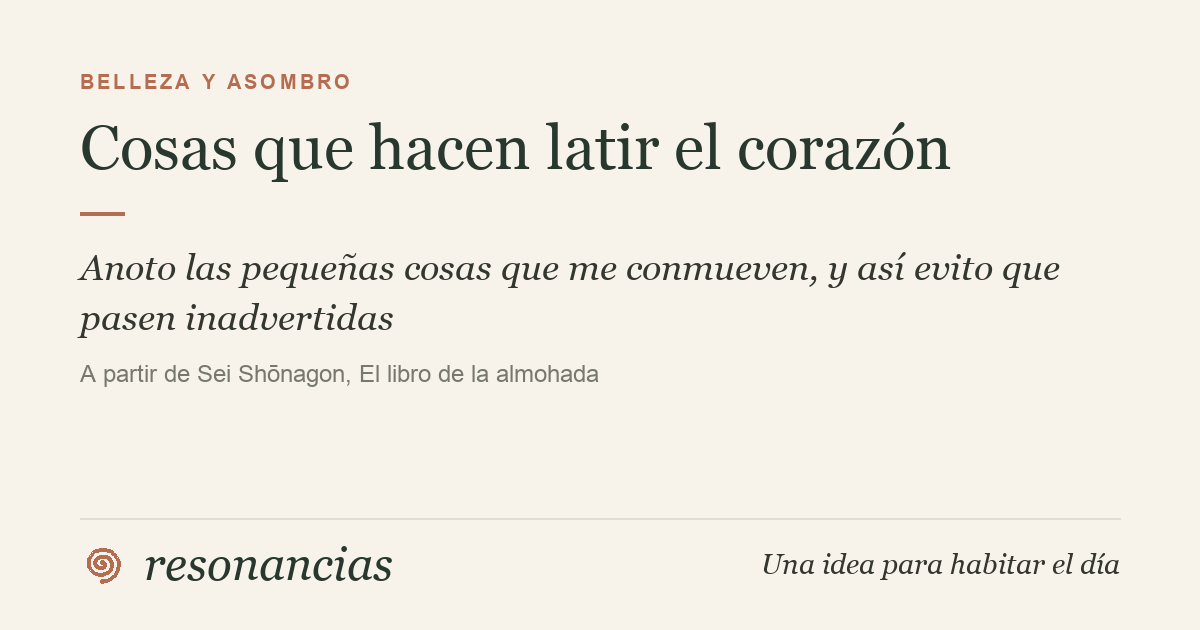 BELLEZA Y ASOMBRO
Cosas que hacen latir el corazón
Anoto las pequeñas cosas que me conmueven, y así evito que
pasen inadvertidas
A partir de Sei Shōnagon, El libro de la almohada
resonancias
Una idea para habitar el día